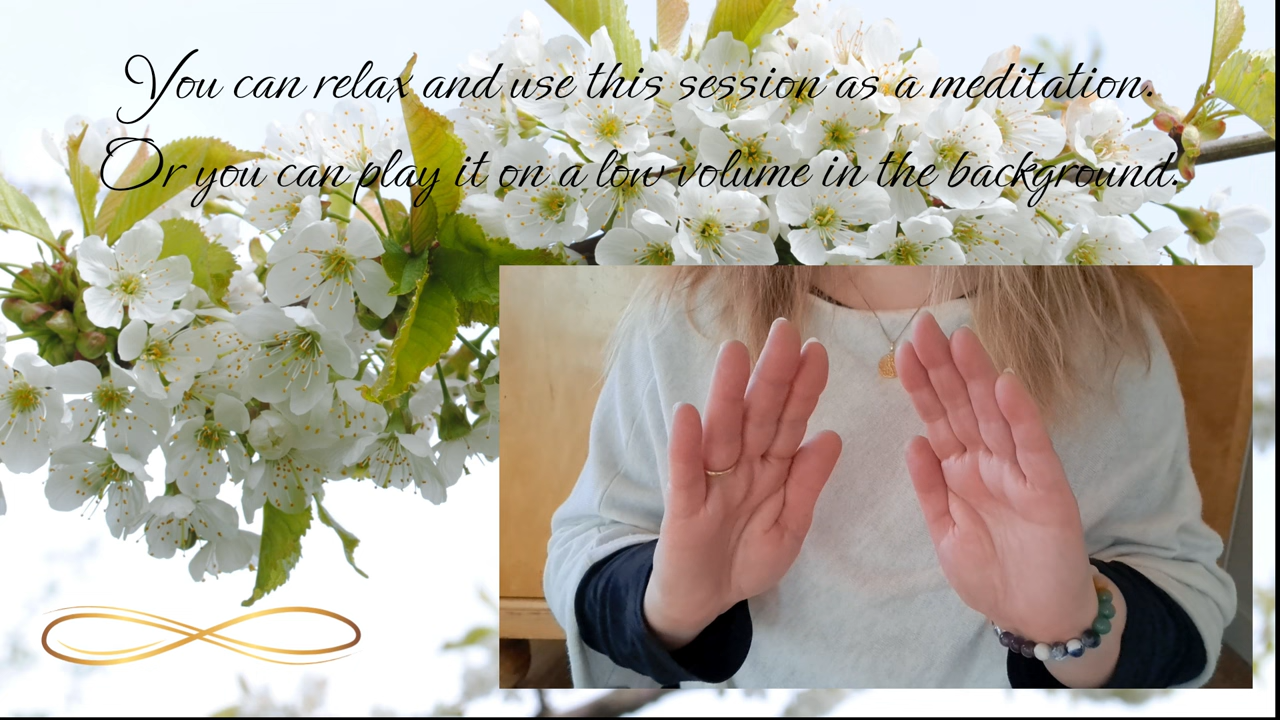 You can relax and use this session as a meditation.
Or you can play it on a low volume in the background.